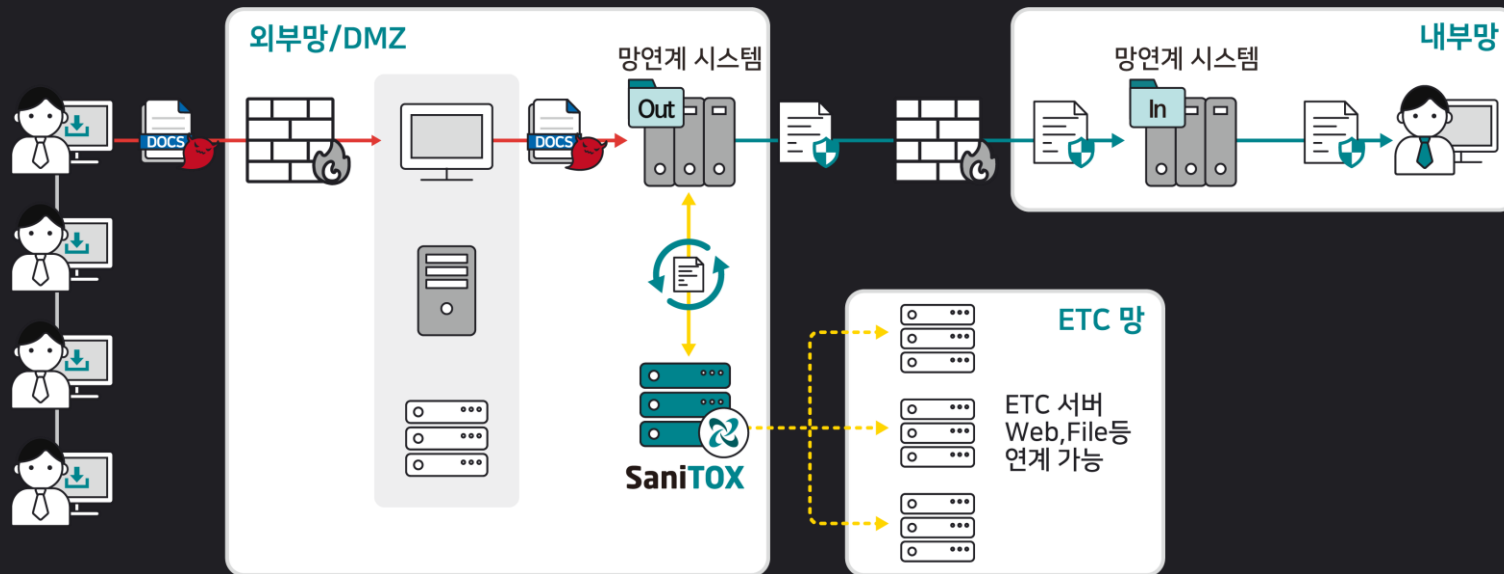 외부망/DMZ
망연계 시스템
내부망
망연계 시스템
DOCS
DOCS
Out
In
ETC 망
ETC 서버
Web,File등
연계 가능
SaniTOX